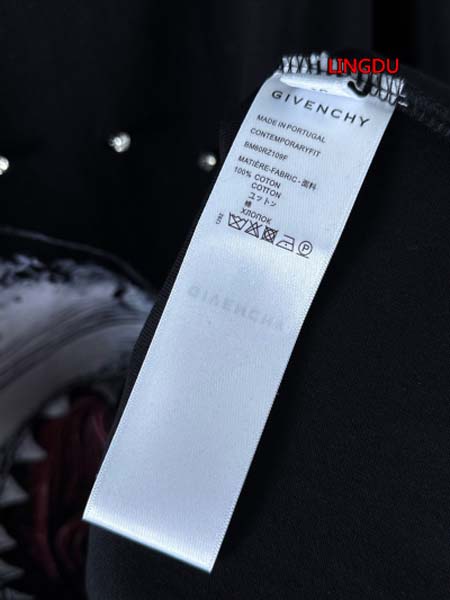 LINGDU
GIVENCHY
MADE IN PORTUGAL
CONTEMPORARYFIT
BM60RZ109F
MATIÈRE-FABRIC-面料
100% COTON
COTTON
ユットン
棉
ХЛОПОК
GIVENCHY